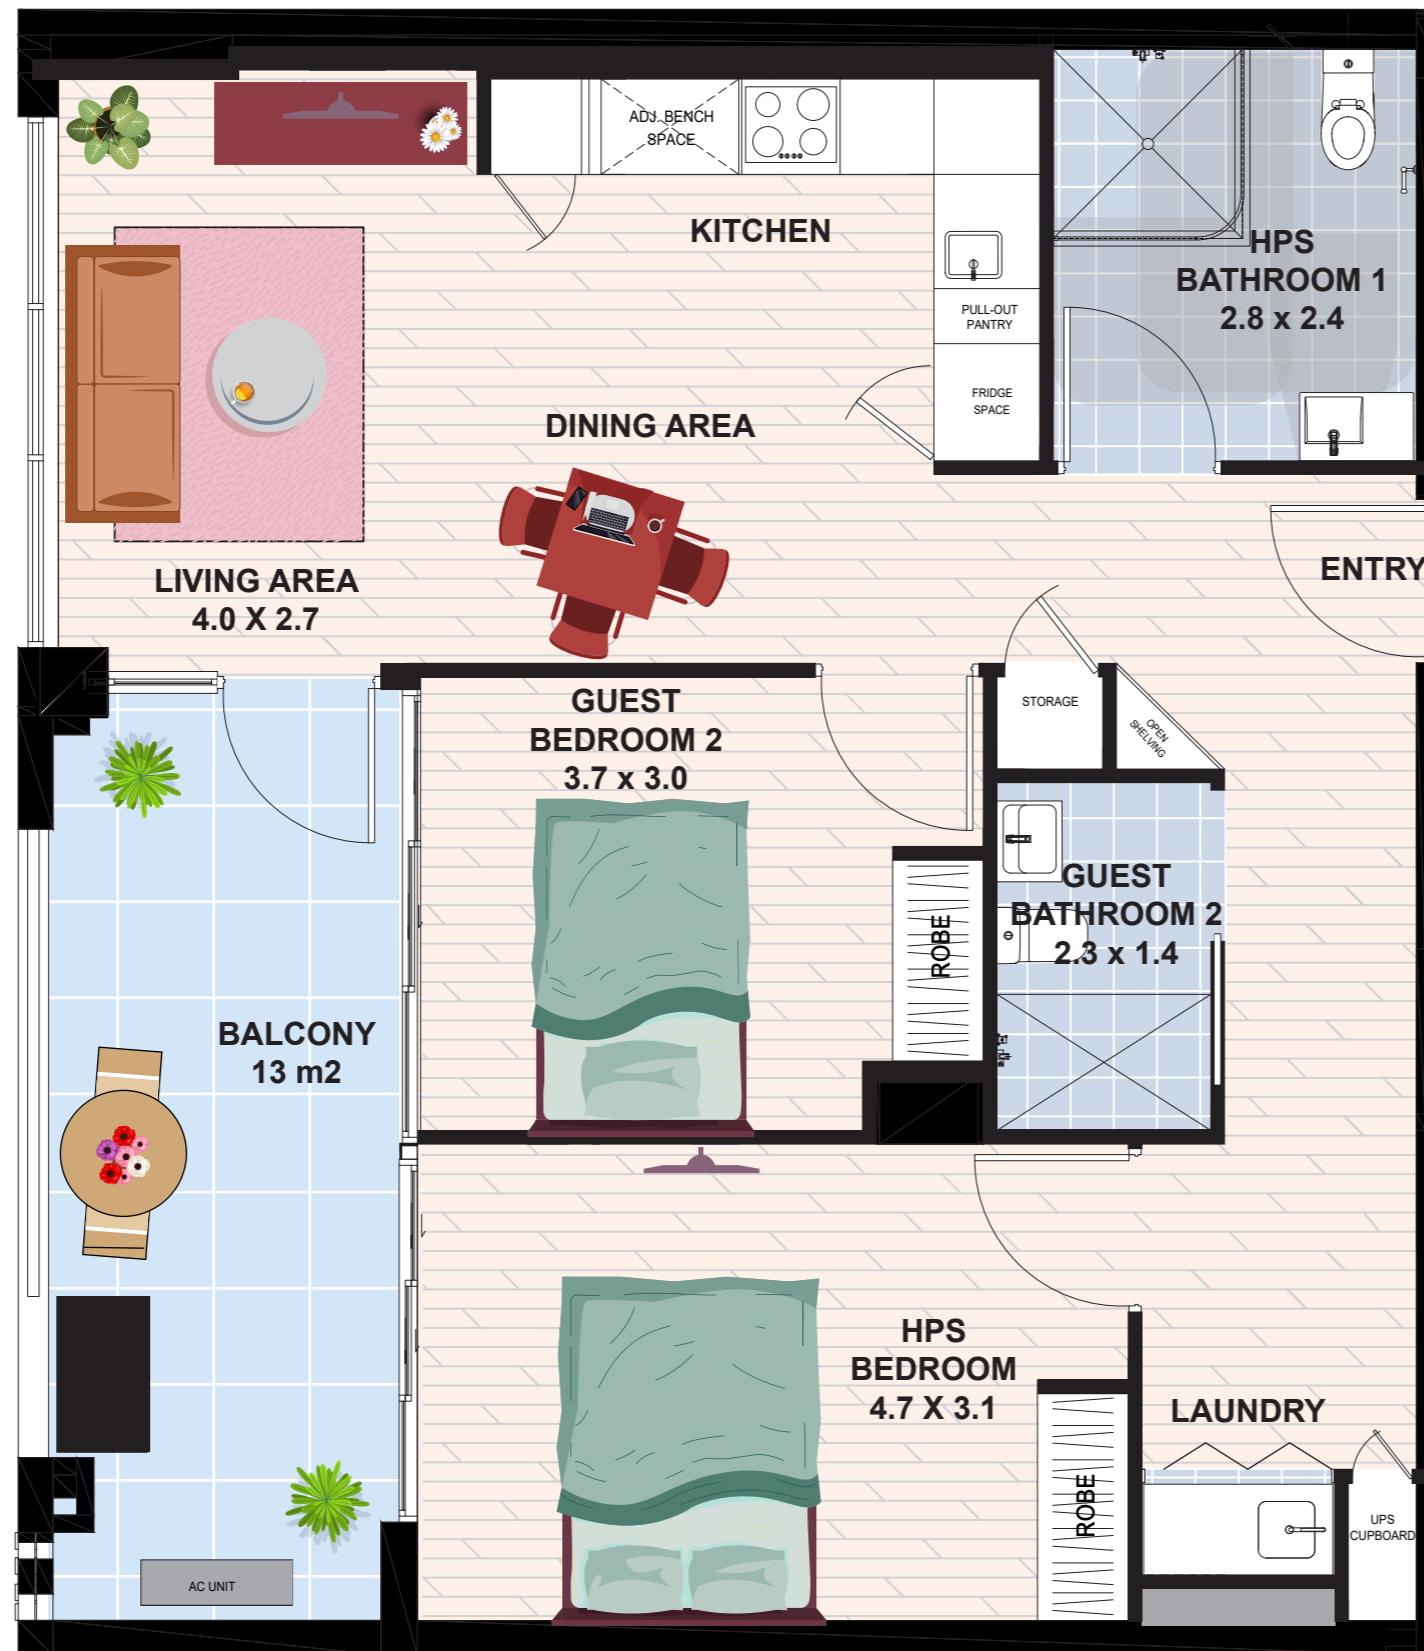 ADJ. BENCH
SPACE
KITCHEN
HPS
BATHROOM 1
2.8 x 2.4
PULL-OUT
PANTRY
FRIDGE
SPACE
DINING AREA
LIVING AREA
4.0 X 2.7
ENTRY
GUEST
BEDROOM 2
3.7 x 3.0
STORAGE
OPEN
SHELVING
GUEST
BATHROOM 2
2.3 x 1.4
ROBE
BALCONY
13 m2
HPS
BEDROOM
4.7 X 3.1
LAUNDRY
ROBE
UPS
CUPBOARD
AC UNIT